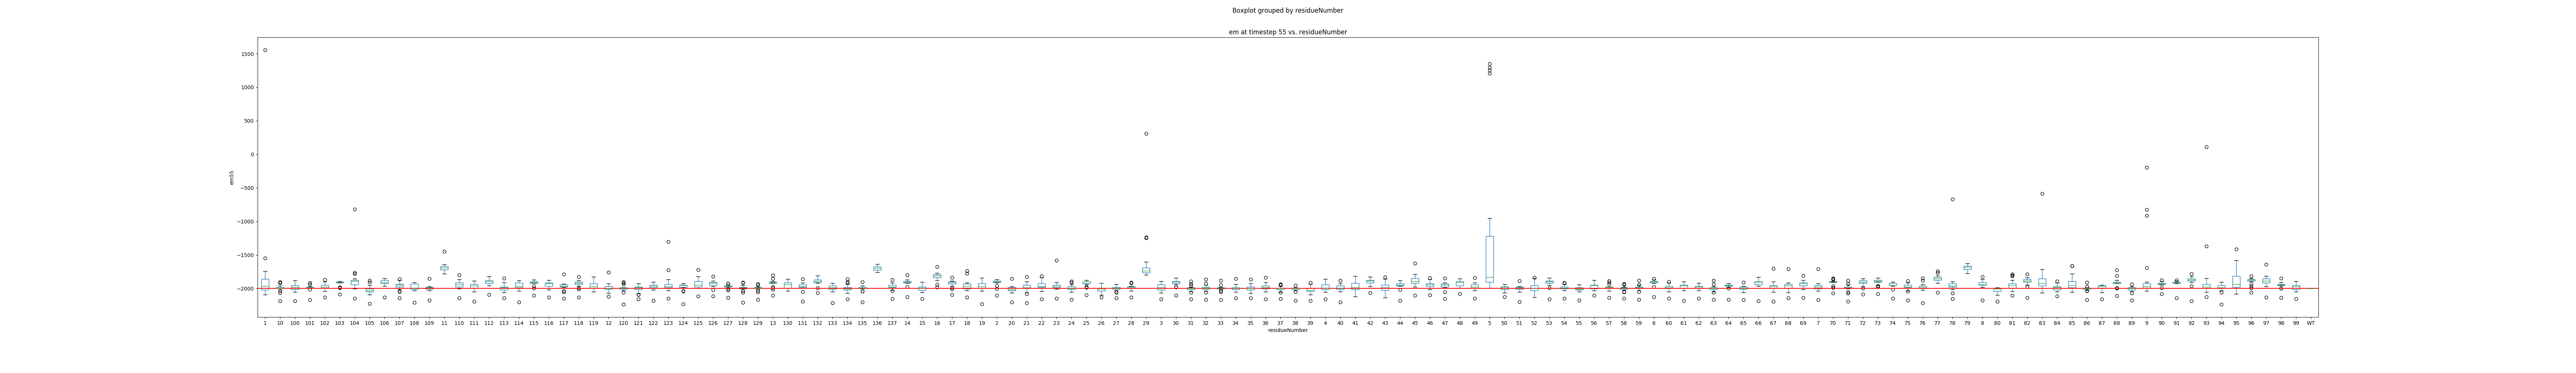 Boxplot grouped by residueNumber
em at timestep 55 vs. residueNumber
1500
1000
500
0
−500
−1000
−1500
−2000
em55
1 10 100 101 102 103 104 105 106 107 108 109 11 110 111 112 113 114 115 116 117 118 119 12 120 121 122 123 124 125 126 127 128 129 13 130 131 132 133 134 135 136 137 14 15 16 17 18 19 2 20 21 22 23 24 25 26 27 28 29 3 30 31 32 33 34 35 36 37 38 39 4 40 41 42 43 44 45 46 47 48 49 5 50 51 52 53 54 55 56 57 58 59 6 60 61 62 63 64 65 66 67 68 69 7 70 71 72 73 74 75 76 77 78 79 8 80 81 82 83 84 85 86 87 88 89 9 90 91 92 93 94 95 96 97 98 99 WT
residueNumber